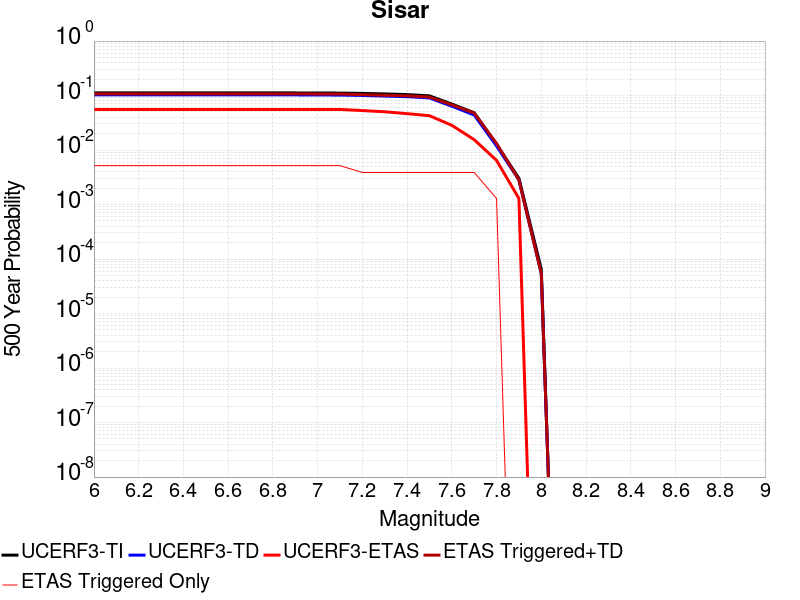 Sisar
10^0
10^-1
10^-2
10^-3
10^-4
10^-5
10^-6
10^-7
10^-8
500 Year Probability
6 6.2 6.4 6.6 6.8 7 7.2 7.4 7.6 7.8 8 8.2 8.4 8.6 8.8 9
Magnitude
UCERF3-TI UCERF3-TD UCERF3-ETAS ETAS Triggered+TD
ETAS Triggered Only